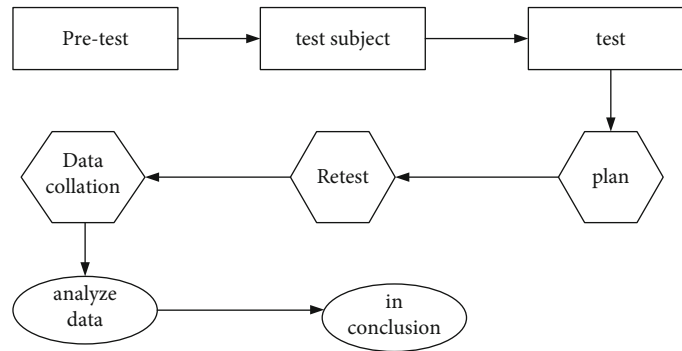 Pre-test
test subject
test
Data
collation
Retest
plan
analyze
data
in
conclusion